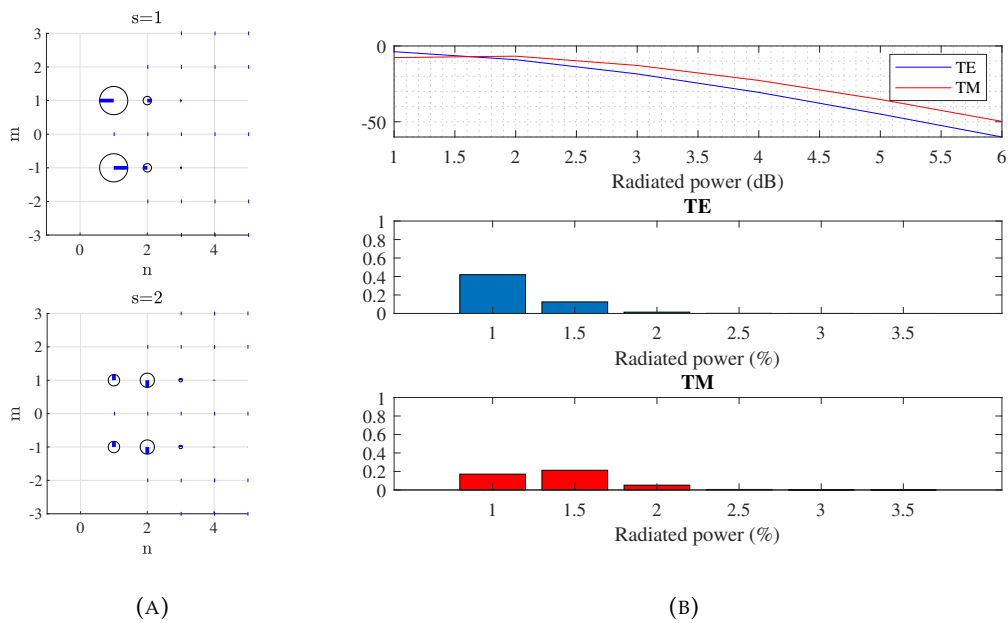 s=1
3
2
1
0
-1
-2
-3
m
0 2 4
n
s=2
3
2
1
0
-1
-2
-3
m
0 2 4
n
(A)
0
-50
TE
TM
1 1.5 2 2.5 3 3.5 4 4.5 5 5.5 6
Radiated power (dB)
TE
1
0.8
0.6
0.4
0.2
0
1 1.5 2 2.5 3 3.5
Radiated power (%)
TM
1
0.8
0.6
0.4
0.2
0
1 1.5 2 2.5 3 3.5
Radiated power (%)
(B)